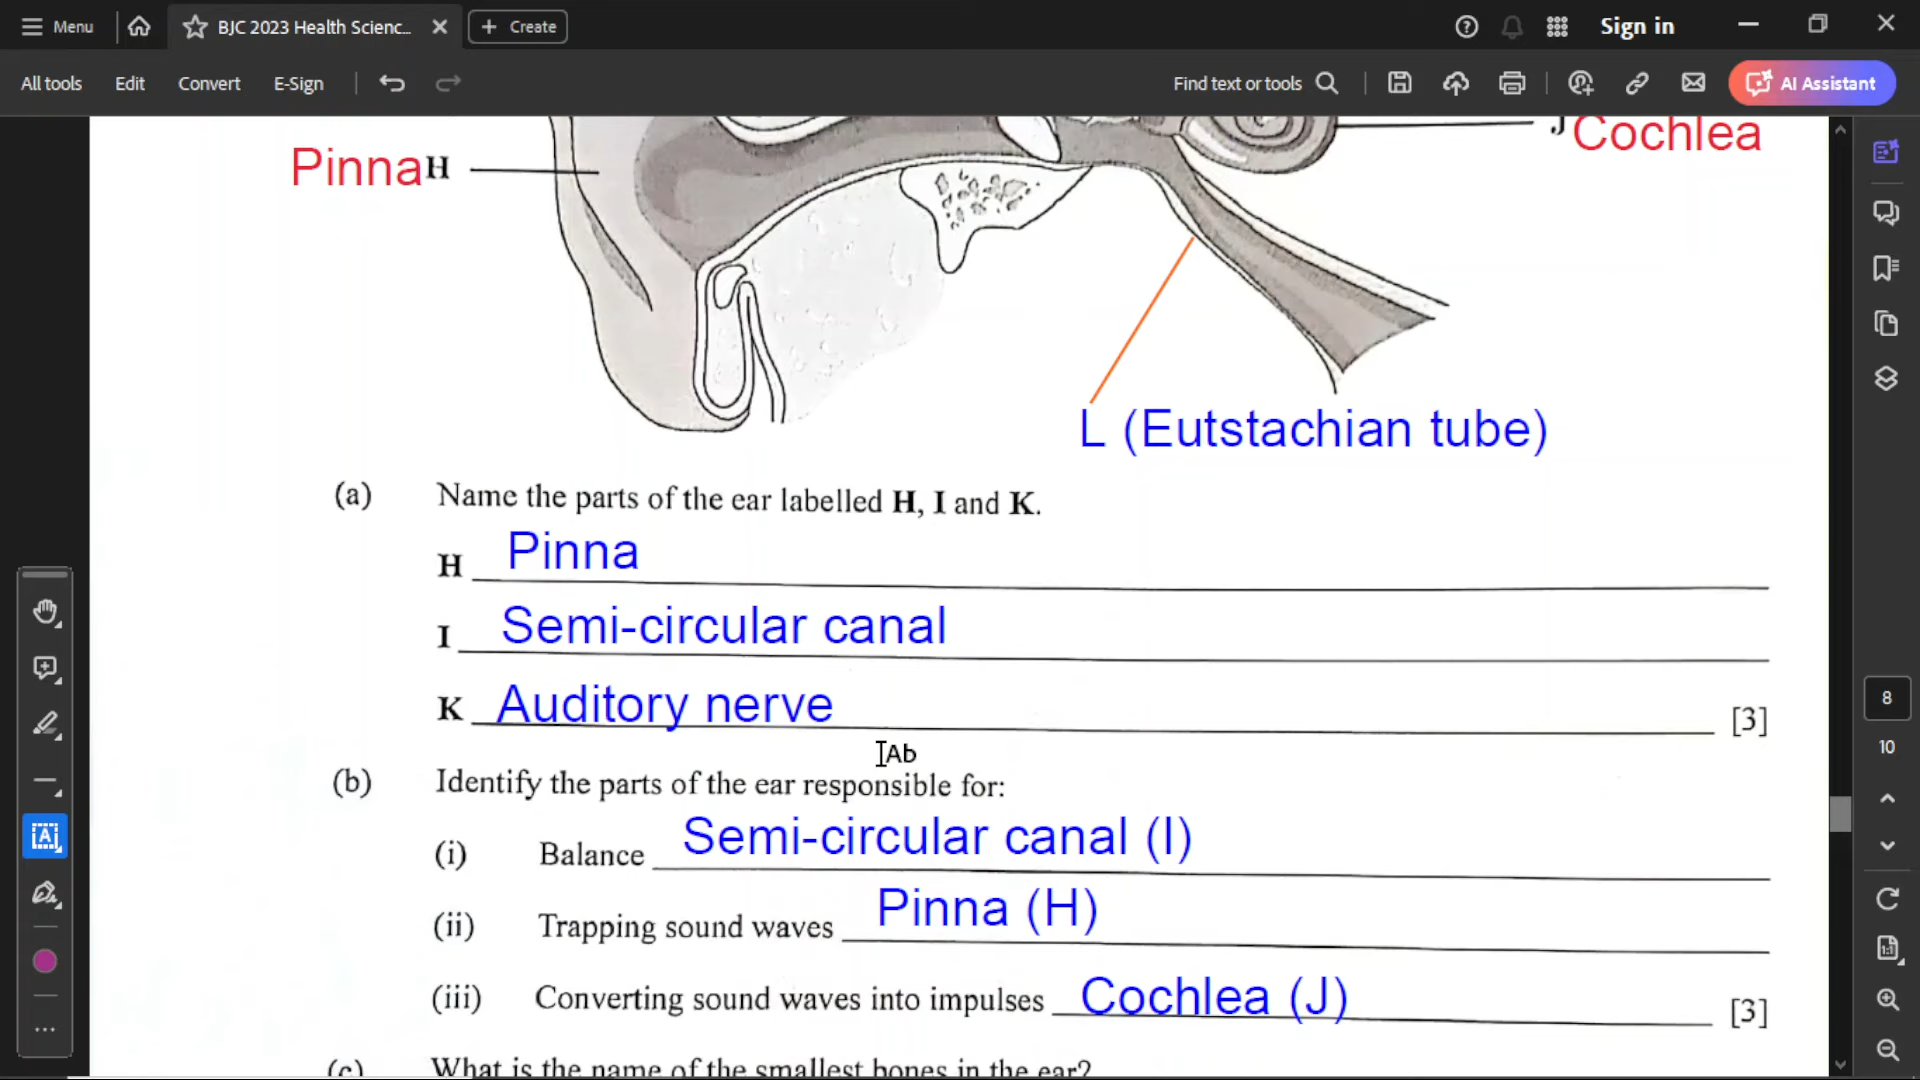 Menu
BJC 2023 Health Scienc...
Create
Sign in
All tools
Edit
Convert
E-Sign
Find text or tools
AI Assistant
Pinna H
J Cochlea
L (Eutstachian tube)
(a) Name the parts of the ear labelled H, I and K.
H Pinna
I Semi-circular canal
K Auditory nerve [3]
Ab
(b) Identify the parts of the ear responsible for:
(i) Balance Semi-circular canal (I)
(ii) Trapping sound waves Pinna (H)
(iii) Converting sound waves into impulses Cochlea (J) [3]
(c) What is the name of the smallest bones in the ear?
8
10